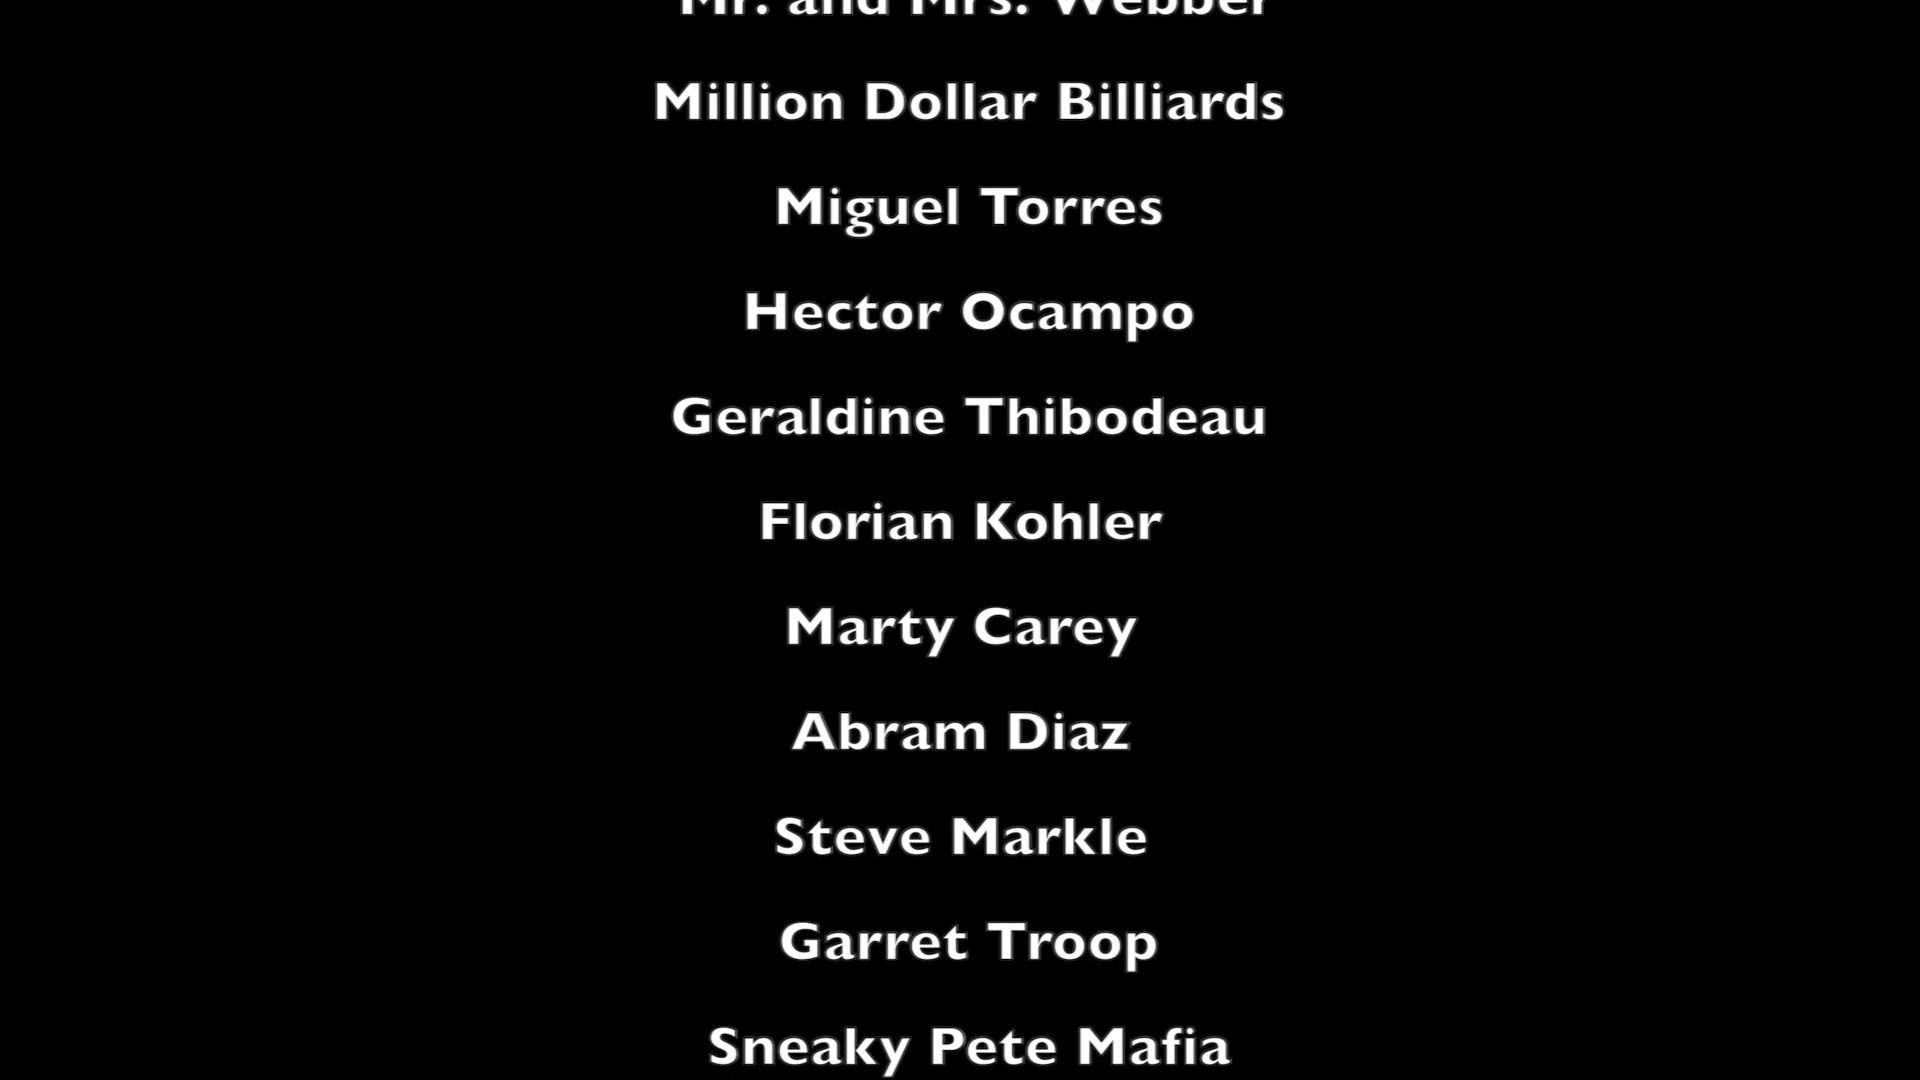 Mr. and Mrs. Webber
Million Dollar Billiards
Miguel Torres
Hector Ocampo
Geraldine Thibodeau
Florian Kohler
Marty Carey
Abram Diaz
Steve Markle
Garret Troop
Sneaky Pete Mafia